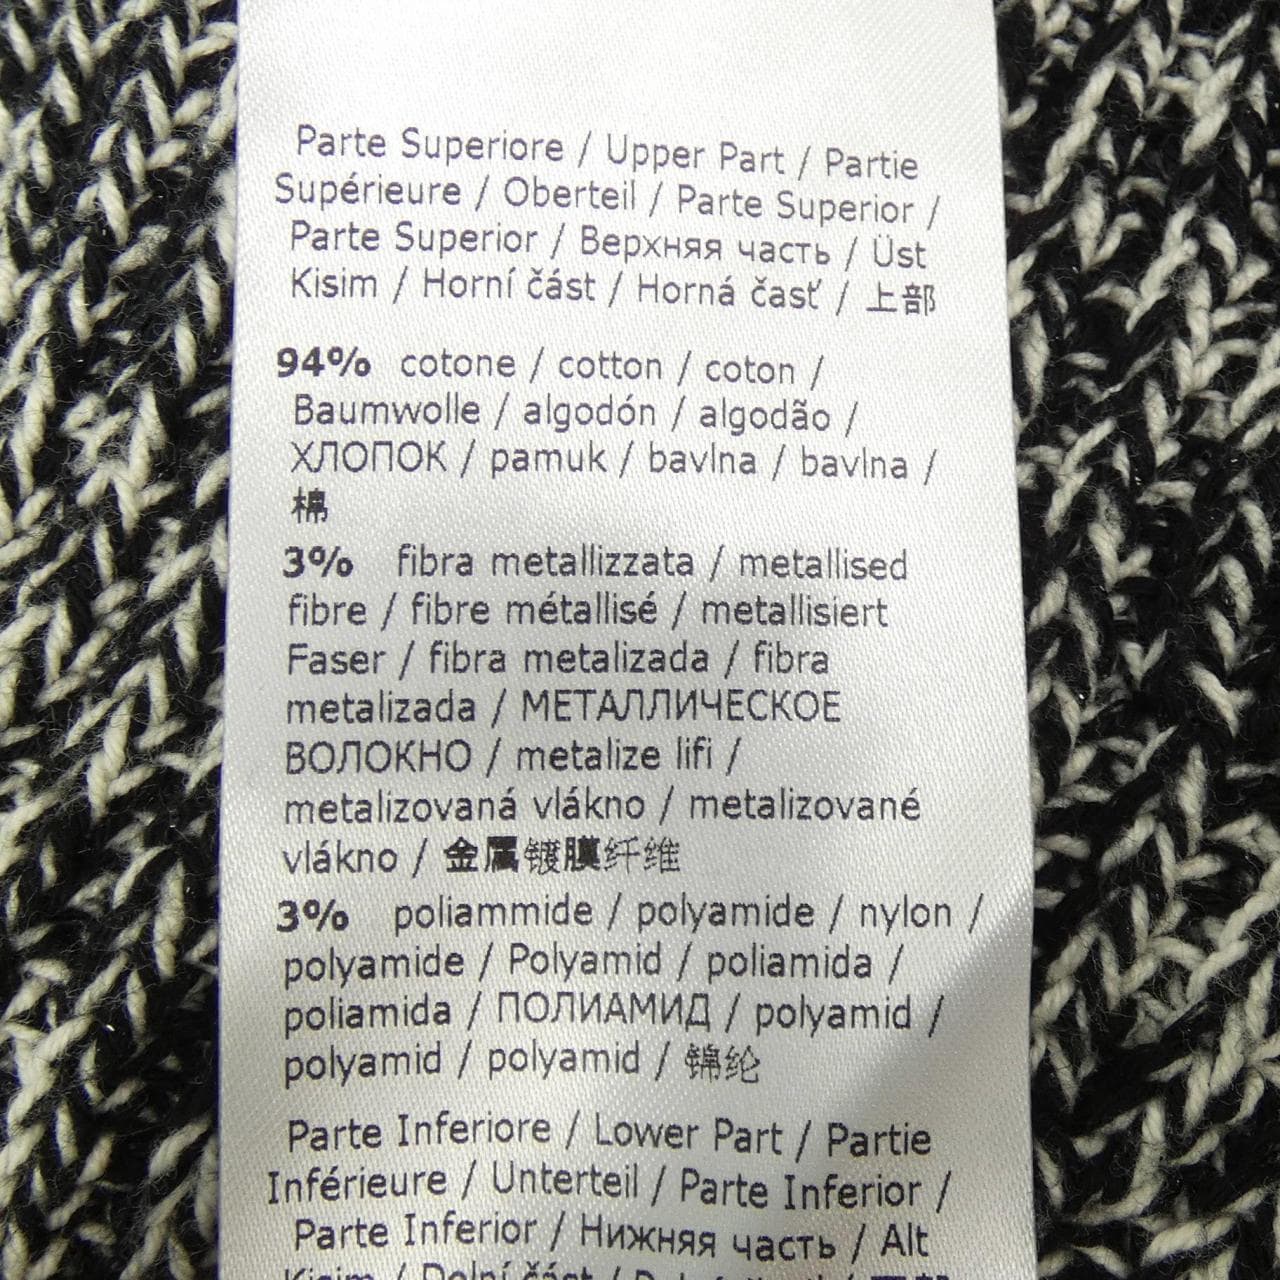 Parte Superiore / Upper Part / Partie
Supérieure / Oberteil / Parte Superior /
Parte Superior / Верхняя часть / Üst
Kisim / Horní část / Horná časť / 上部
94% cotone / cotton / coton /
Baumwolle / algodón / algodão /
ХЛОПОК / pamuk / bavlna / bavlna /
棉
3% fibra metallizzata / metallised
fibre / fibre métallisé / metallisiert
Faser / fibra metalizada / fibra
metalizada / МЕТАЛЛИЧЕСКОЕ
ВОЛОКНО / metalize lifi /
metalizovaná vlákno / metalizované
vlákno / 金属镀膜纤维
3% poliammide / polyamide / nylon /
polyamide / Polyamid / poliamida /
poliamida / ПОЛИАМИД / polyamid /
polyamid / polyamid / 锦纶
Parte Inferiore / Lower Part / Partie
Inférieure / Unterteil / Parte Inferior /
Parte Inferior / Нижняя часть / Alt
Kisim / Dolní část /